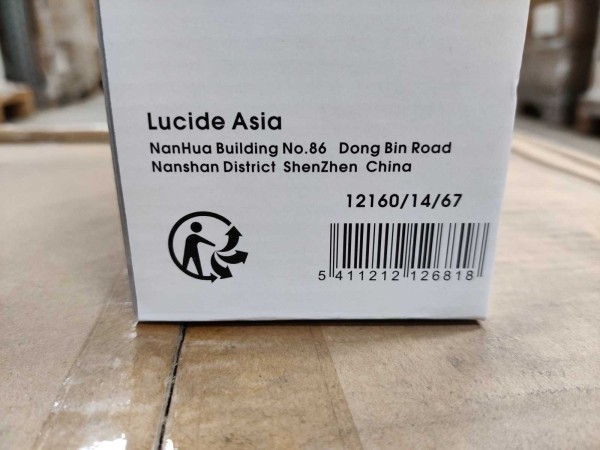 Lucide Asia
NanHua Building No.86 Dong Bin Road
Nanshan District ShenZhen China
12160/14/67
5 411212 126818